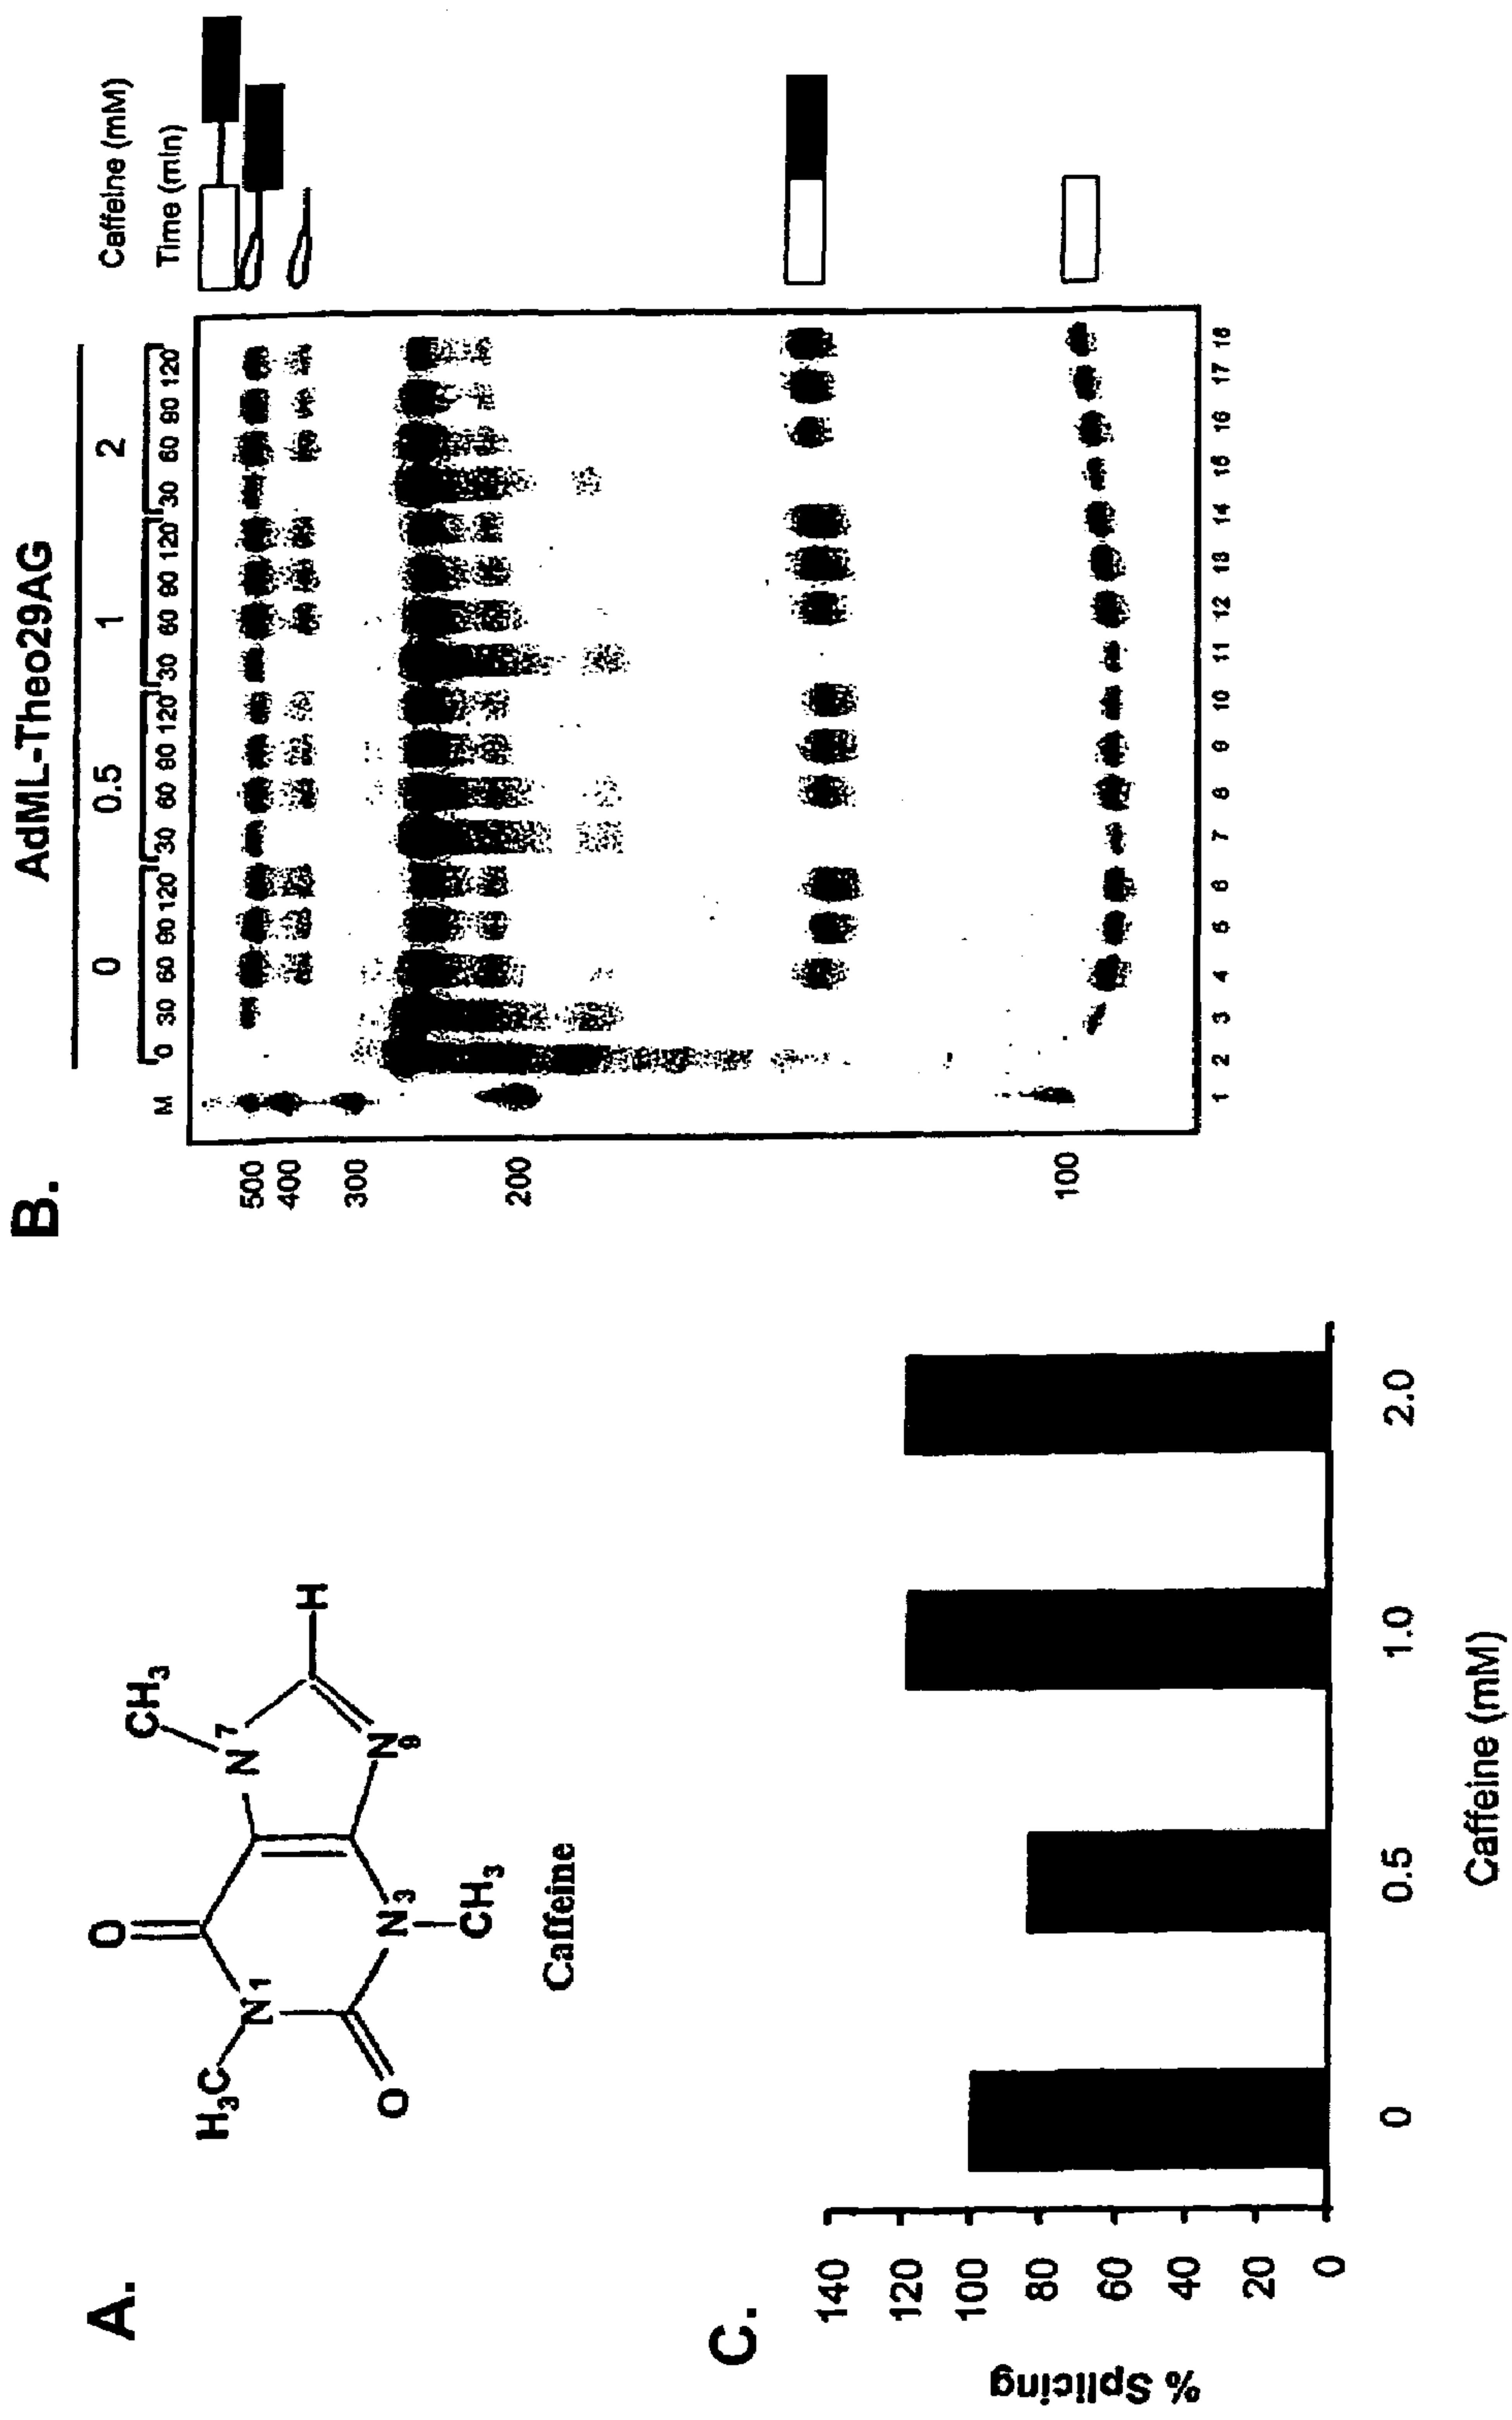 A.
O
H3C
N1
N7
CH3
H
N9
N3
CH3
O
Caffeine
B.
AdML-Theo29AG
0 0.5 1 2 Caffeine (mM)
M 0 30 60 90 120 30 60 90 120 30 60 90 120 30 60 90 120 Time (min)
500
400
300
200
100
1 2 3 4 5 6 7 8 9 10 11 12 13 14 15 16 17 18
C.
% Splicing
140
120
100
80
60
40
20
0
0 0.5 1.0 2.0
Caffeine (mM)